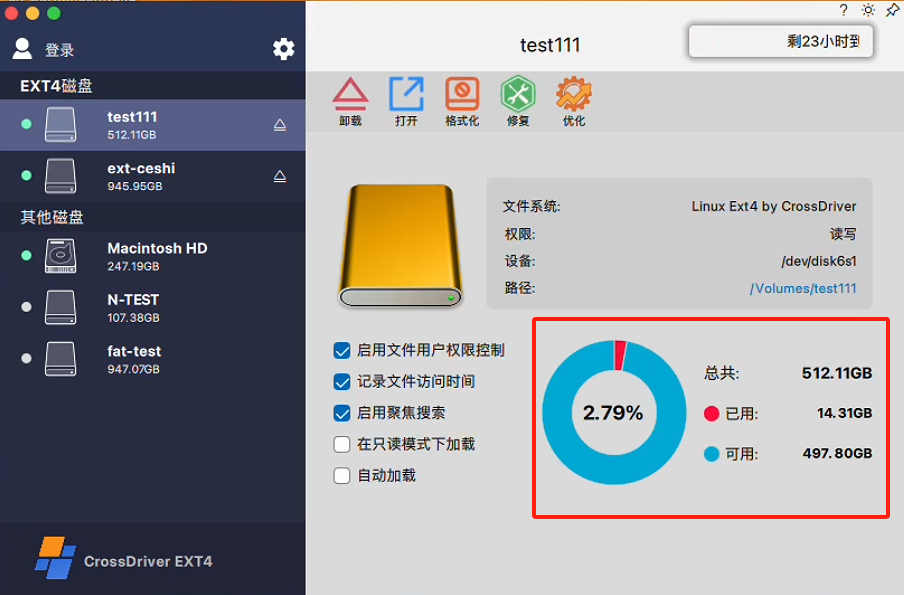 ?
登录
EXT4磁盘
test111
512.11GB
ext-ceshi
945.95GB
其他磁盘
Macintosh HD
247.19GB
N-TEST
107.38GB
fat-test
947.07GB
CrossDriver EXT4
test111
剩23小时到
卸载 打开 格式化 修复 优化
文件系统: Linux Ext4 by CrossDriver
权限: 读写
设备: /dev/disk6s1
路径: /Volumes/test111
启用文件用户权限控制
记录文件访问时间
启用聚焦搜索
在只读模式下加载
自动加载
2.79%
总共: 512.11GB
已用: 14.31GB
可用: 497.80GB